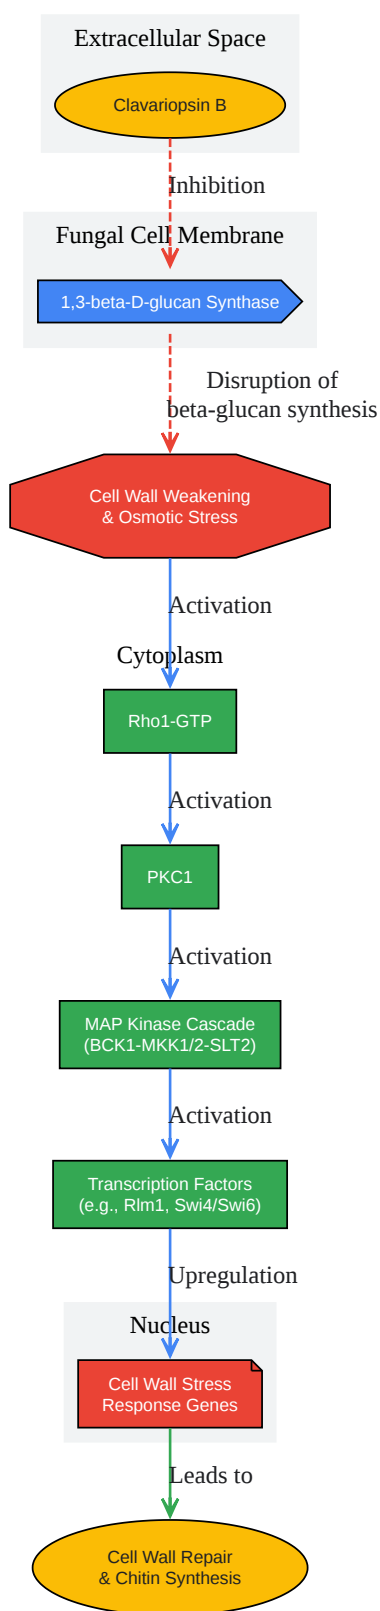 Extracellular Space
Clavariopsin B
Inhibition
Fungal Cell Membrane
1,3-beta-D-glucan Synthase
Disruption of
beta-glucan synthesis
Cell Wall Weakening
& Osmotic Stress
Activation
Cytoplasm
Rho1-GTP
Activation
PKC1
Activation
MAP Kinase Cascade
(BCK1-MKK1/2-SLT2)
Activation
Transcription Factors
(e.g., Rlm1, Swi4/Swi6)
Upregulation
Nucleus
Cell Wall Stress
Response Genes
Leads to
Cell Wall Repair
& Chitin Synthesis